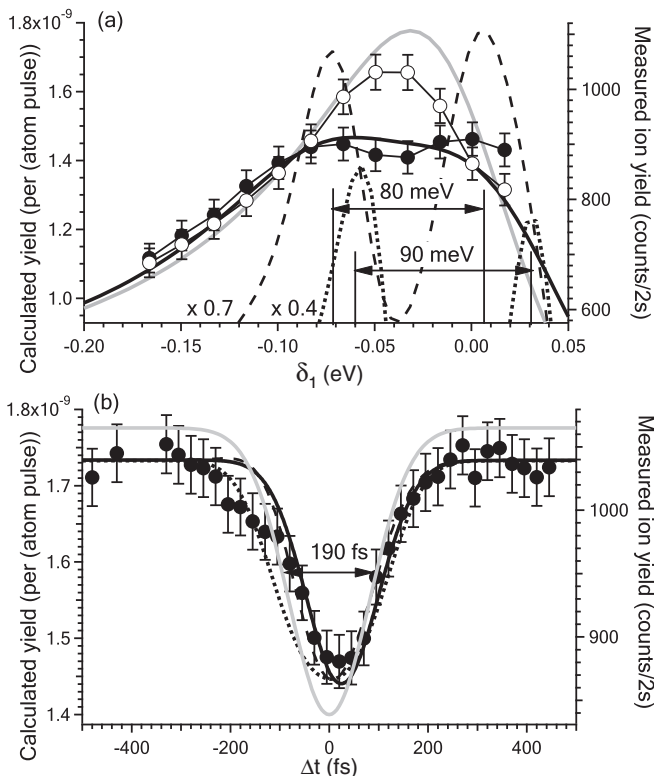 (a)
1.8x10⁻⁹
1.6
1.4
1.2
1.0
Calculated yield (per (atom pulse))
1000
800
600
Measured ion yield (counts/2s)
80 meV
90 meV
x 0.7
x 0.4
-0.20
-0.15
-0.10
-0.05
0.00
0.05
δ₁ (eV)
(b)
1.8x10⁻⁹
1.7
1.6
1.5
1.4
Calculated yield (per (atom pulse))
1000
900
Measured ion yield (counts/2s)
190 fs
-400
-200
0
200
400
Δt (fs)